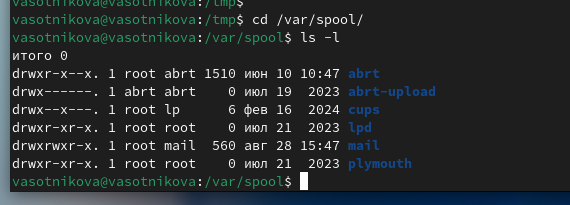 vasotnikova@vasotnikova:/tmp$
vasotnikova@vasotnikova:/tmp$ cd /var/spool/
vasotnikova@vasotnikova:/var/spool$ ls -l
итого 0
drwxr-x--x. 1 root abrt 1510 июн 10 10:47 abrt
drwx------. 1 abrt abrt    0 июл 19  2023 abrt-upload
drwx--x---. 1 root lp      6 фев 16  2024 cups
drwxr-xr-x. 1 root root    0 июл 21  2023 lpd
drwxrwxr-x. 1 root mail  560 авг 28 15:47 mail
drwxr-xr-x. 1 root root    0 июл 21  2023 plymouth
vasotnikova@vasotnikova:/var/spool$